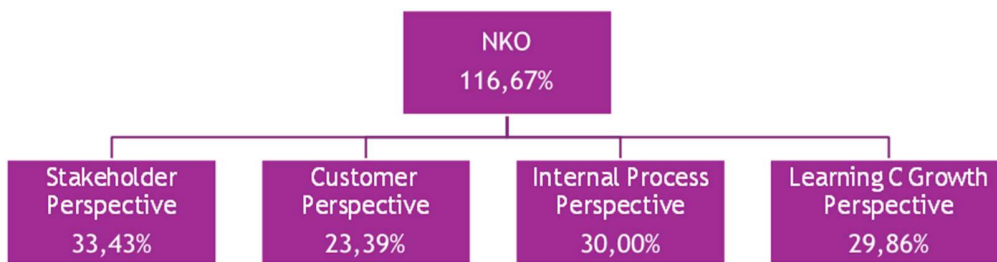 NKO
116,67%
Stakeholder
Perspective
33,43%
Customer
Perspective
23,39%
Internal Process
Perspective
30,00%
Learning C Growth
Perspective
29,86%